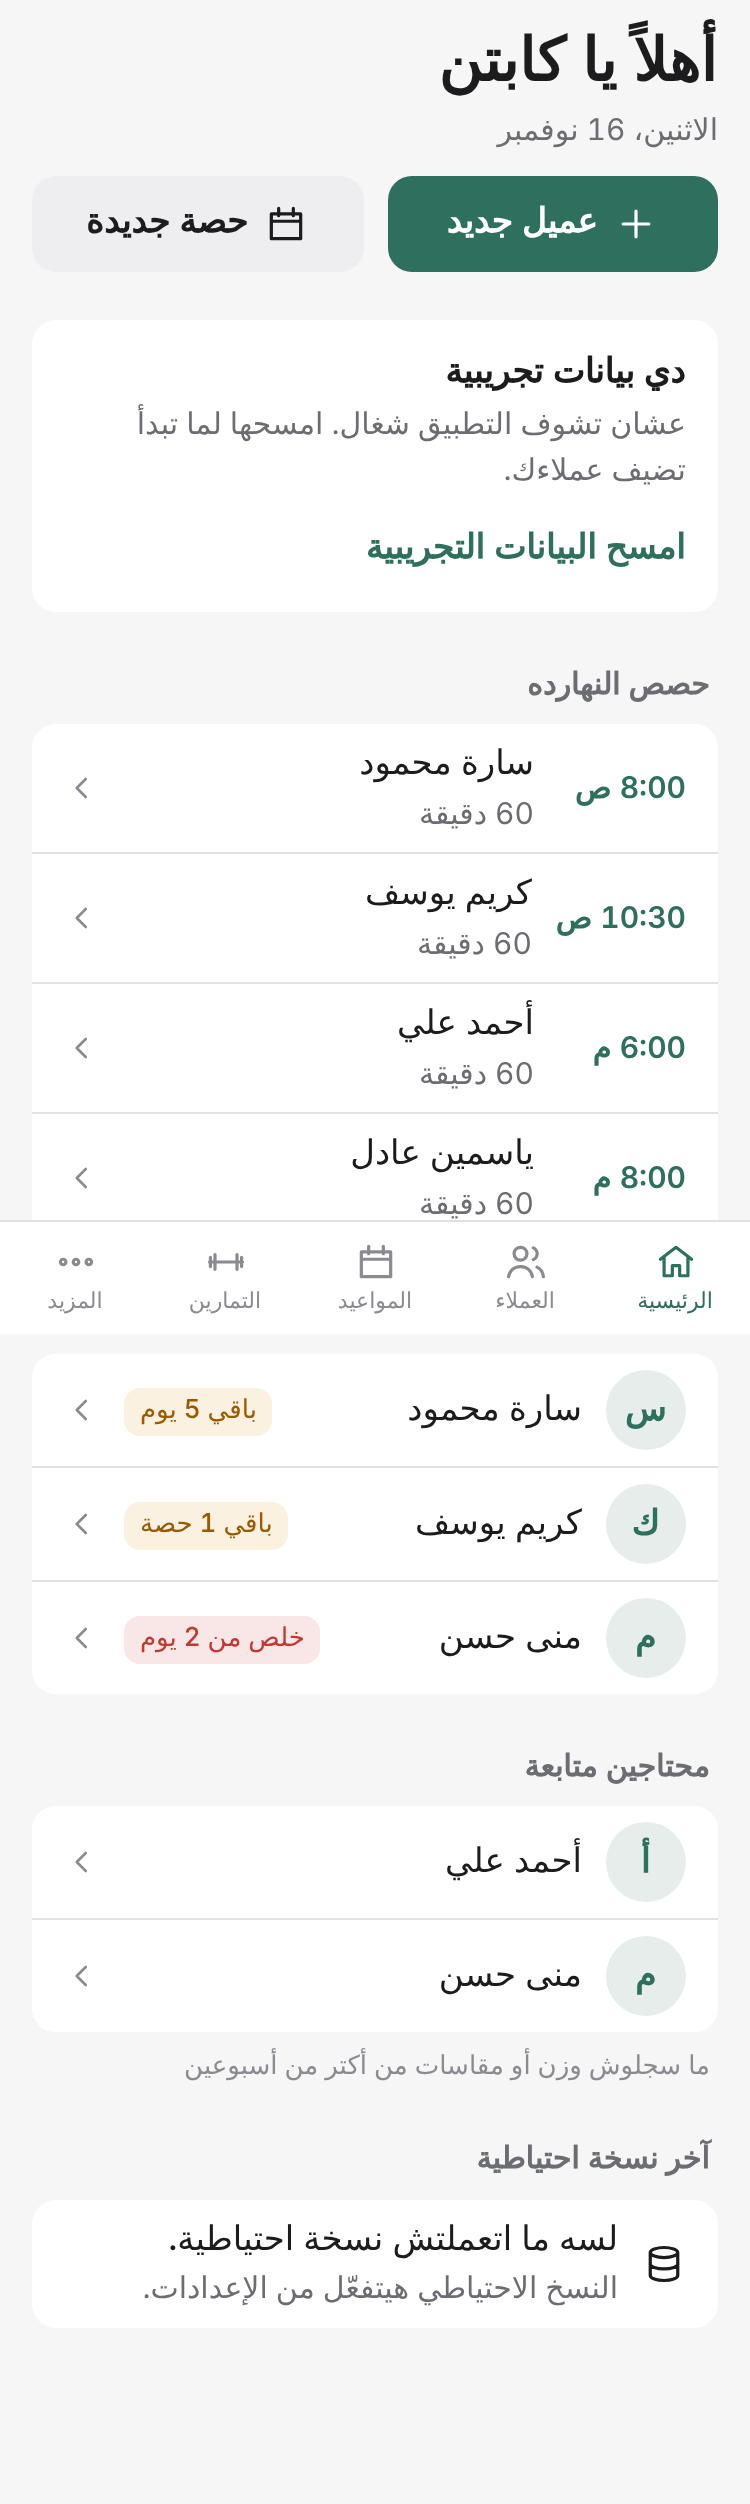 أهلاً يا كابتن
الاثنين، 16 نوفمبر
عميل جديد
حصة جديدة
دي بيانات تجريبية
عشان تشوف التطبيق شغال. امسحها لما تبدأ
تضيف عملاءك.
امسح البيانات التجريبية
حصص النهارده
8:00 ص
سارة محمود
60 دقيقة
10:30 ص
كريم يوسف
60 دقيقة
6:00 م
أحمد علي
60 دقيقة
8:00 م
ياسمين عادل
60 دقيقة
الرئيسية
العملاء
المواعيد
التمارين
المزيد
س
سارة محمود
باقي 5 يوم
ك
كريم يوسف
باقي 1 حصة
م
منى حسن
خلص من 2 يوم
محتاجين متابعة
أ
أحمد علي
م
منى حسن
ما سجلوش وزن أو مقاسات من أكتر من أسبوعين
آخر نسخة احتياطية
لسه ما اتعملتش نسخة احتياطية.
النسخ الاحتياطي هيتفعّل من الإعدادات.